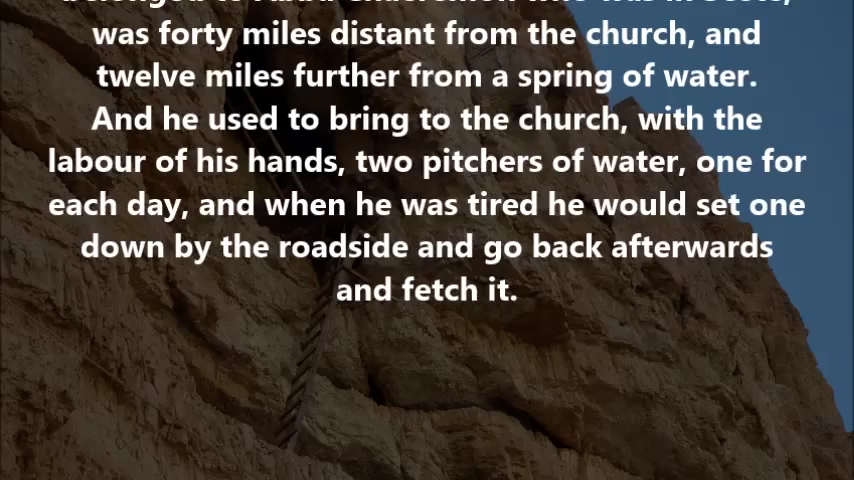 was forty miles distant from the church, and
twelve miles further from a spring of water.
And he used to bring to the church, with the
labour of his hands, two pitchers of water, one for
each day, and when he was tired he would set one
down by the roadside and go back afterwards
and fetch it.